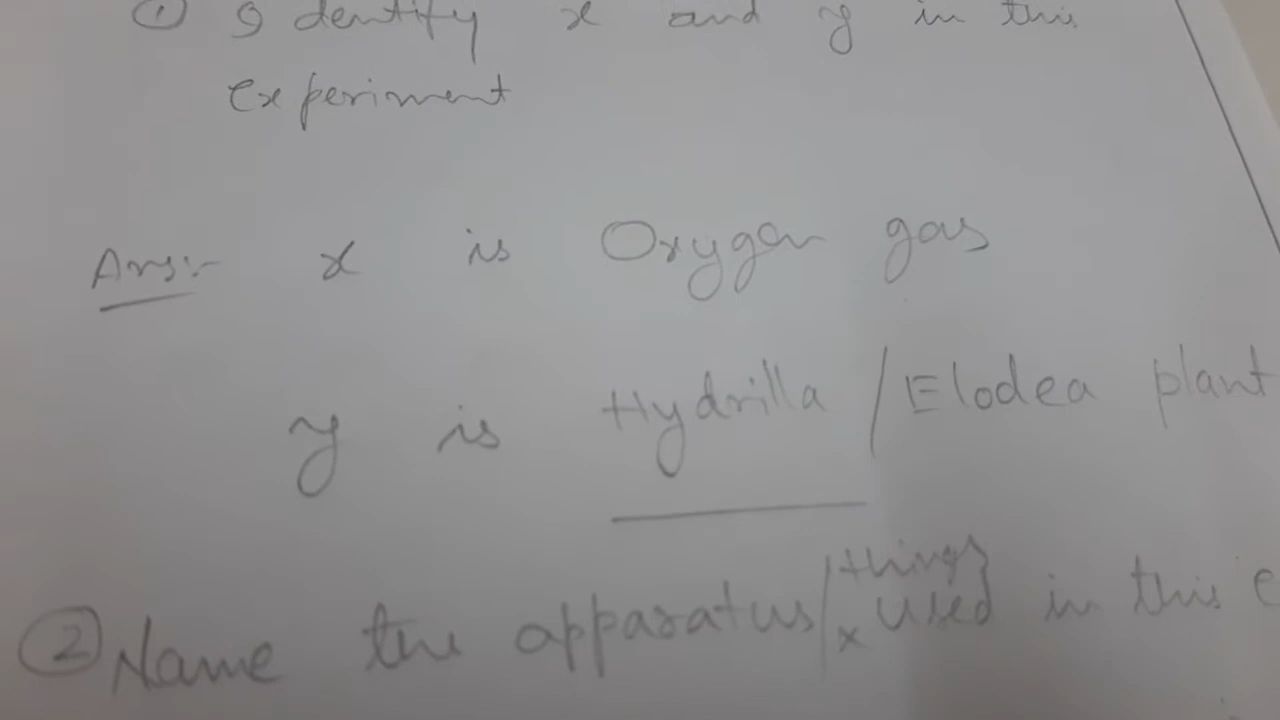 ① Identify x and y in this
experiment
Ans:- x is Oxygen gas
y is Hydrilla / Elodea plant
things
② Name the apparatus/ x used in this